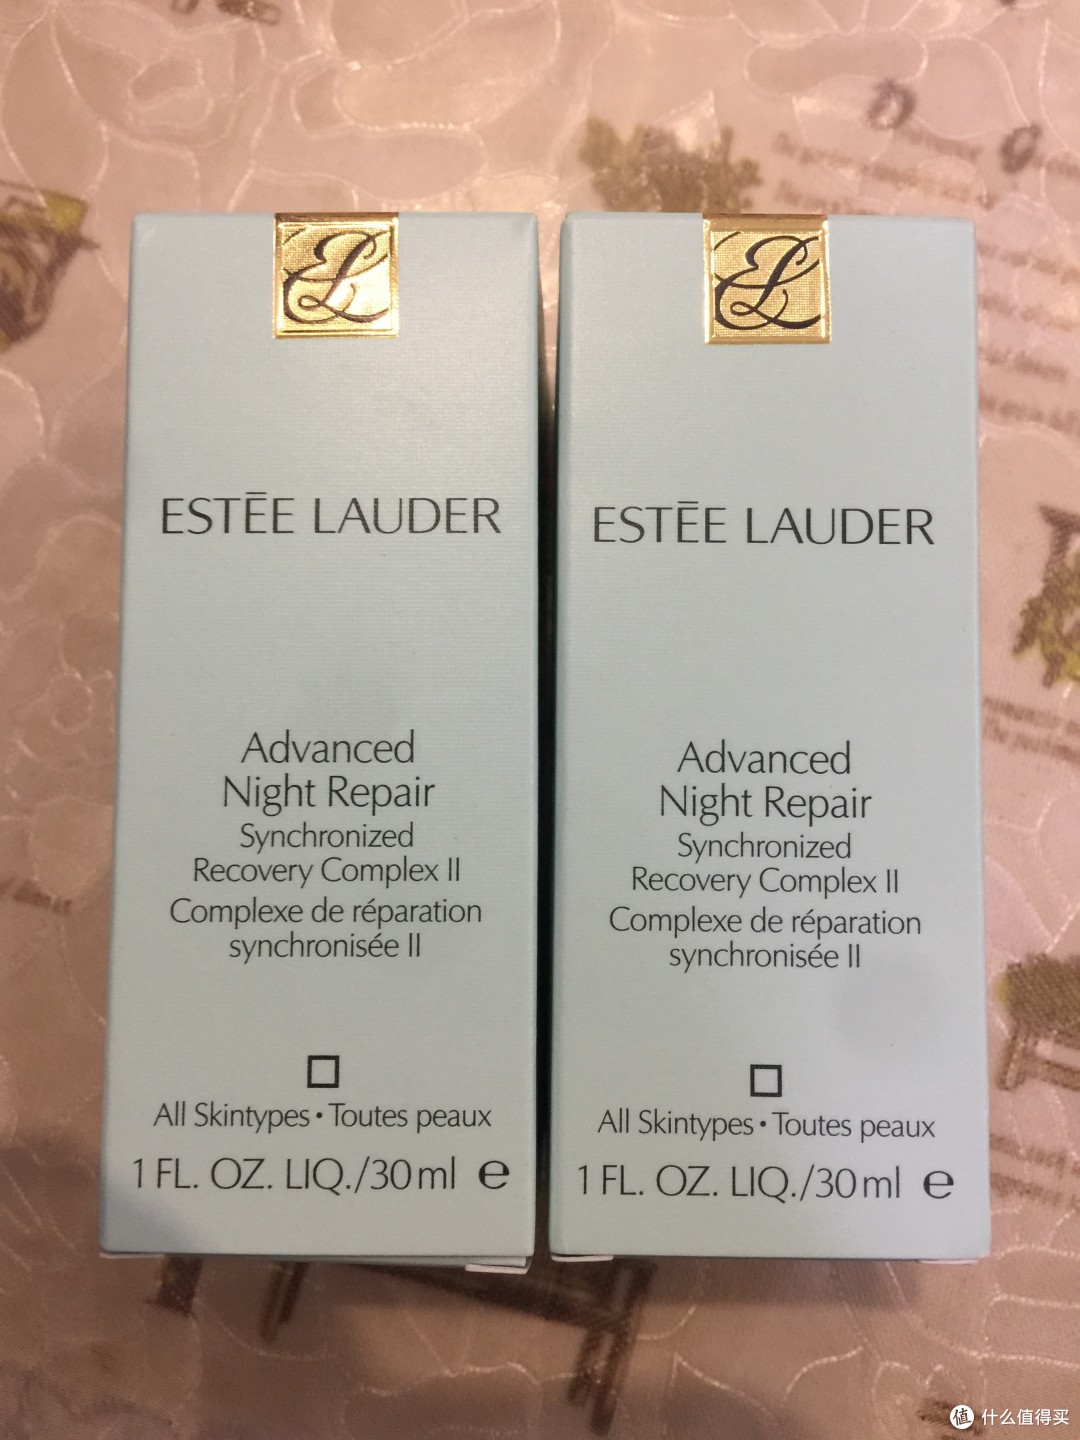 ESTĒE LAUDER
Advanced
Night Repair
Synchronized
Recovery Complex II
Complexe de réparation
synchronisée II
All Skintypes • Toutes peaux
1 FL. OZ. LIQ./30 ml e
ESTĒE LAUDER
Advanced
Night Repair
Synchronized
Recovery Complex II
Complexe de réparation
synchronisée II
All Skintypes • Toutes peaux
1 FL. OZ. LIQ./30 ml e
值 什么值得买